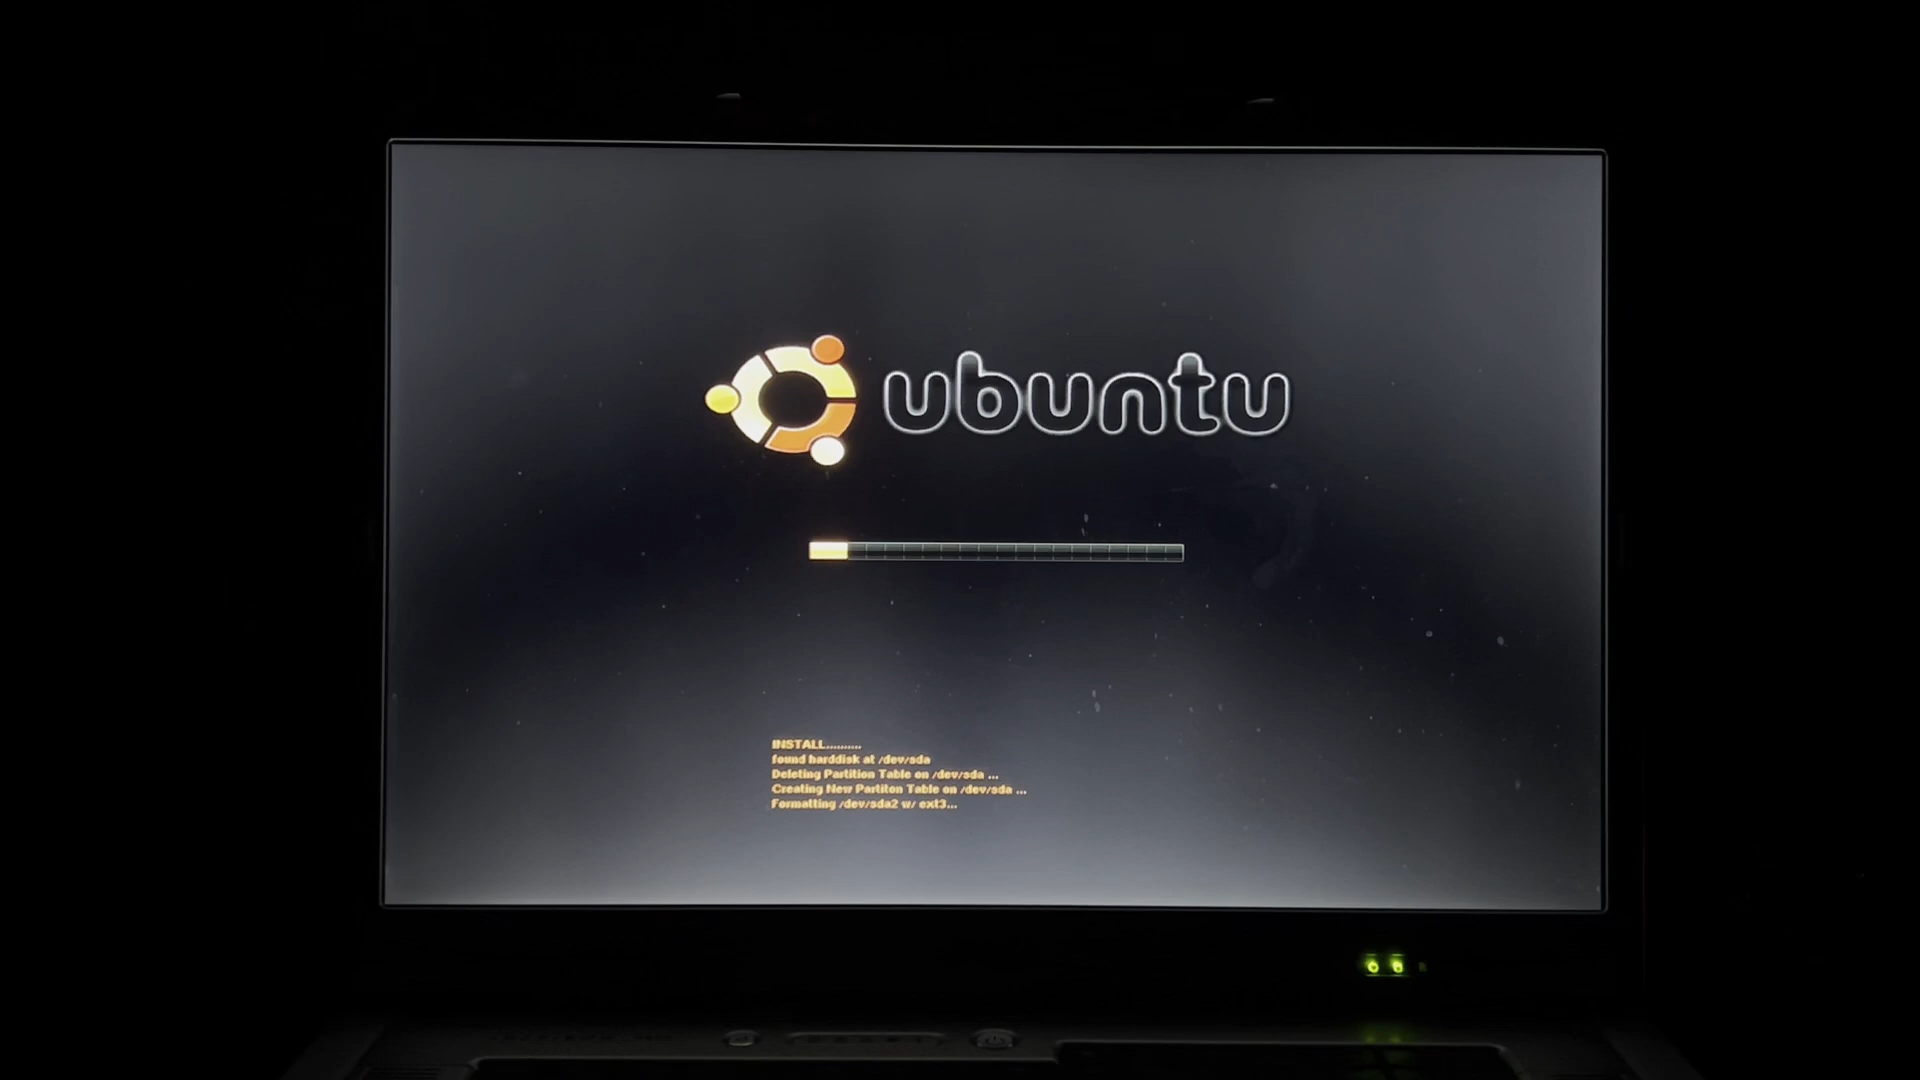 ubuntu
INSTALL..........
found harddisk at /dev/sda
Deleting Partition Table on /dev/sda ...
Creating New Partiton Table on /dev/sda ...
Formatting /dev/sda2 w/ ext3...